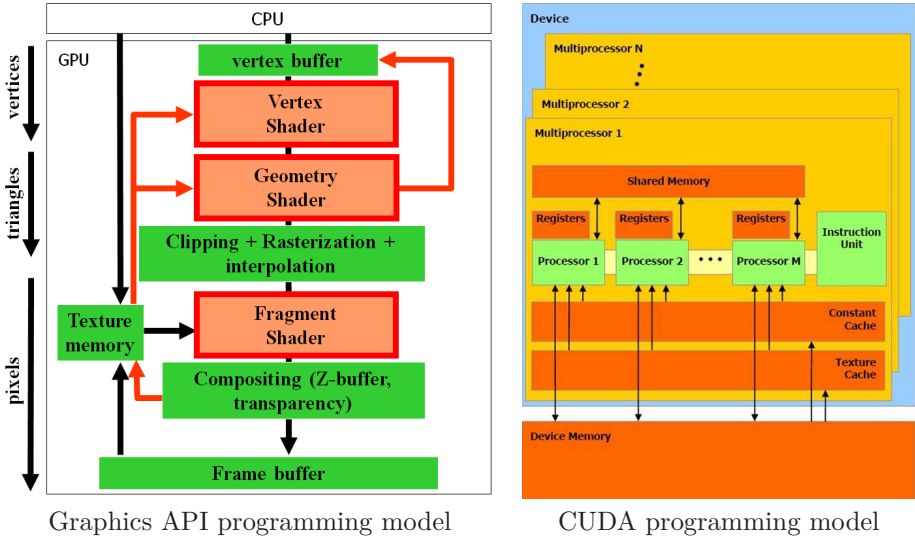 CPU
GPU
vertices
triangles
pixels
vertex buffer
Vertex
Shader
Geometry
Shader
Clipping + Rasterization +
interpolation
Texture
memory
Fragment
Shader
Compositing (Z-buffer,
transparency)
Frame buffer
Graphics API programming model
Device
Multiprocessor N
Multiprocessor 2
Multiprocessor 1
Shared Memory
Registers
Registers
Registers
Processor 1
Processor 2
Processor M
Instruction
Unit
Constant
Cache
Texture
Cache
Device Memory
CUDA programming model